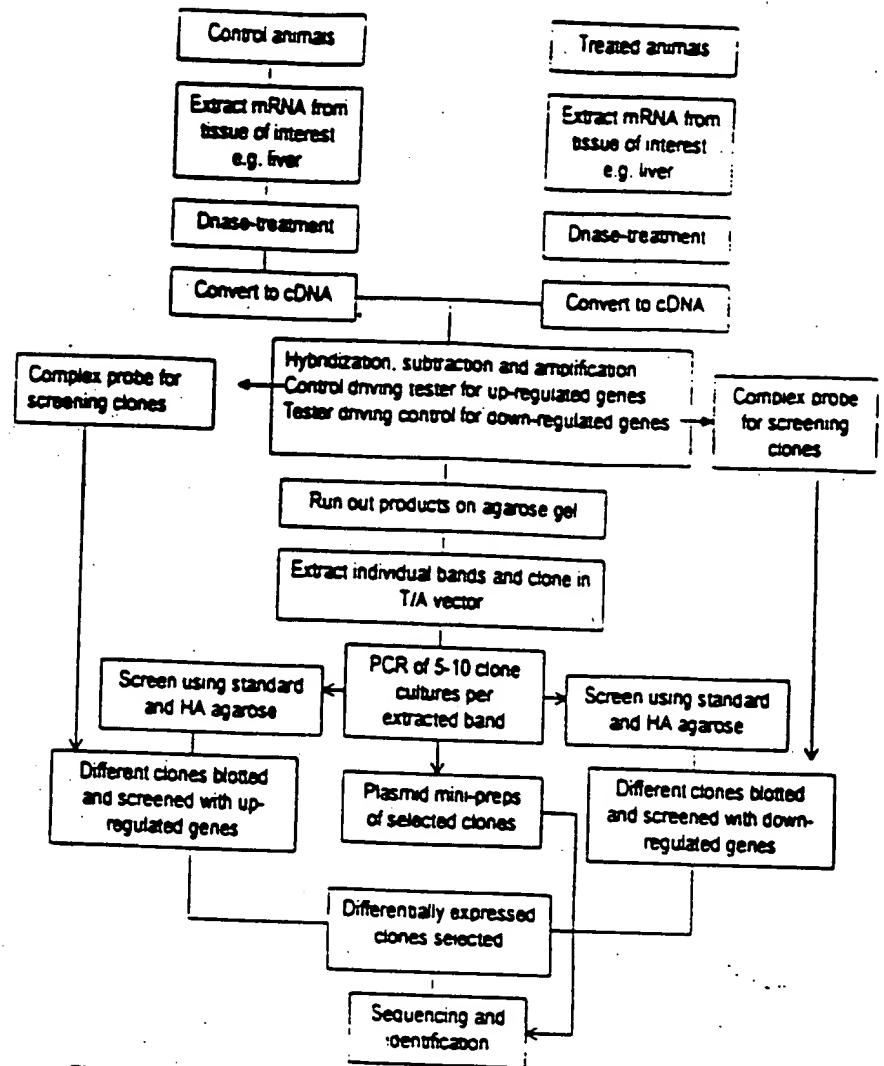 Control animals
Treated animals
Extract mRNA from
tissue of interest
e.g. liver
Extract mRNA from
tissue of interest
e.g. liver
Dnase-treatment
Dnase-treatment
Convert to cDNA
Convert to cDNA
Complex probe for
screening clones
Hybridization, subtraction and amplification
Control driving tester for up-regulated genes
Tester driving control for down-regulated genes
Complex probe
for screening
clones
Run out products on agarose gel
Extract individual bands and clone in
T/A vector
Screen using standard
and HA agarose
PCR of 5-10 clone
cultures per
extracted band
Screen using standard
and HA agarose
Different clones blotted
and screened with up-
regulated genes
Plasmid mini-preps
of selected clones
Different clones blotted
and screened with down-
regulated genes
Differentially expressed
clones selected
Sequencing and
identification